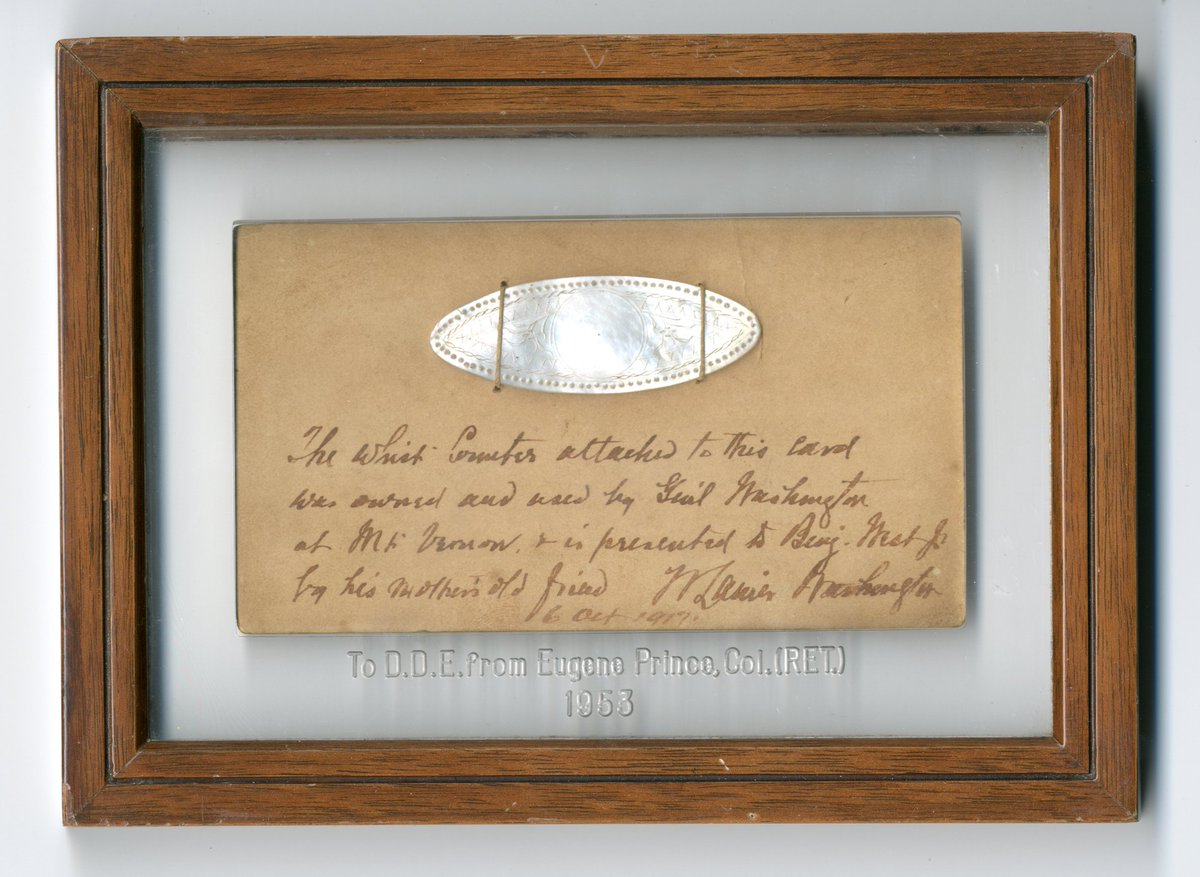 The Whist Counter attached to this card
was owned and used by Gen'l Washington
at Mt Vernon. & is presented to Benj. West Jr
by his mother's old friend W Lanier Washington
6 Oct 1917.
To D.D.E. from Eugene Prince, Col. (RET.)
1953